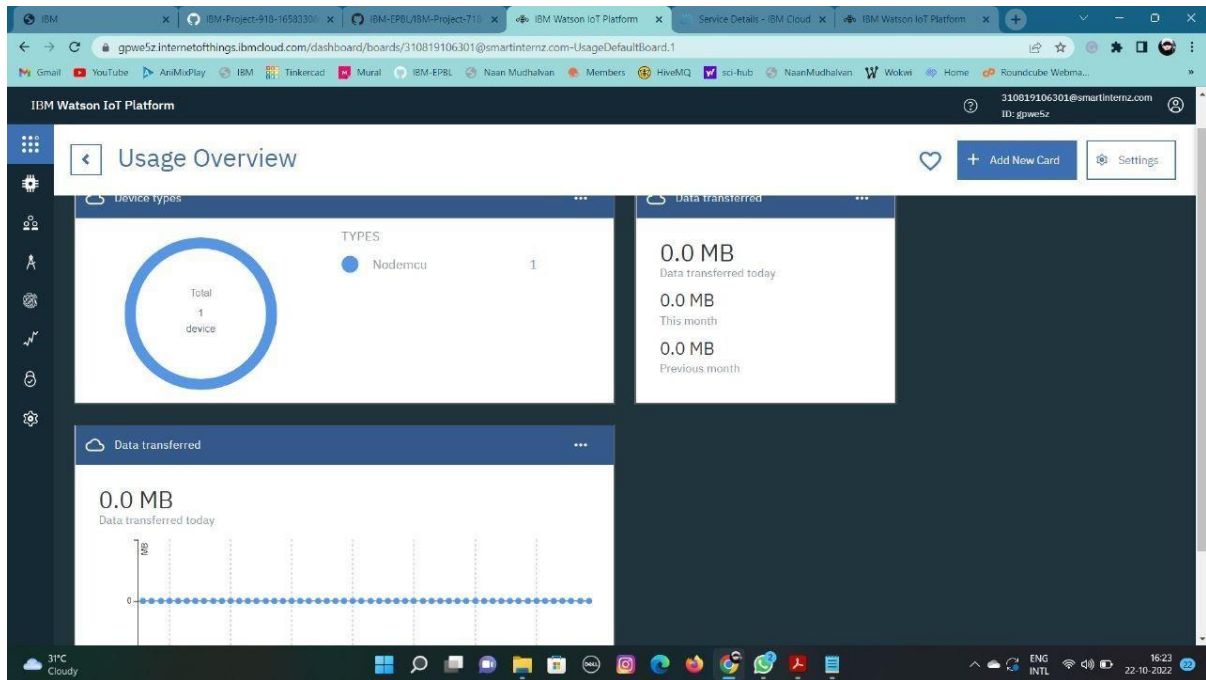 IBM
IBM-Project-918-16583308
IBM-EPBL/IBM-Project-718
IBM Watson IoT Platform
Service Details - IBM Cloud
IBM Watson IoT Platform
gpwe5z.internetofthings.ibmcloud.com/dashboard/boards/310819106301@smartinternz.com-UsageDefaultBoard.1
Gmail
YouTube
AniMixPlay
IBM
Tinkercad
Mural
IBM-EPBL
Naan Mudhalvan
Members
HiveMQ
sci-hub
NaanMudhalvan
Wokwi
Home
Roundcube Webma...
IBM Watson IoT Platform
310819106301@smartinternz.com
ID: gpwe5z
Usage Overview
+ Add New Card
Settings
Device types
Data transferred
TYPES
Nodemcu 1
Total
1
device
0.0 MB
Data transferred today
0.0 MB
This month
0.0 MB
Previous month
Data transferred
0.0 MB
Data transferred today
MB
0
31°C
Cloudy
DELL
ENG
INTL
16:23
22-10-2022
22